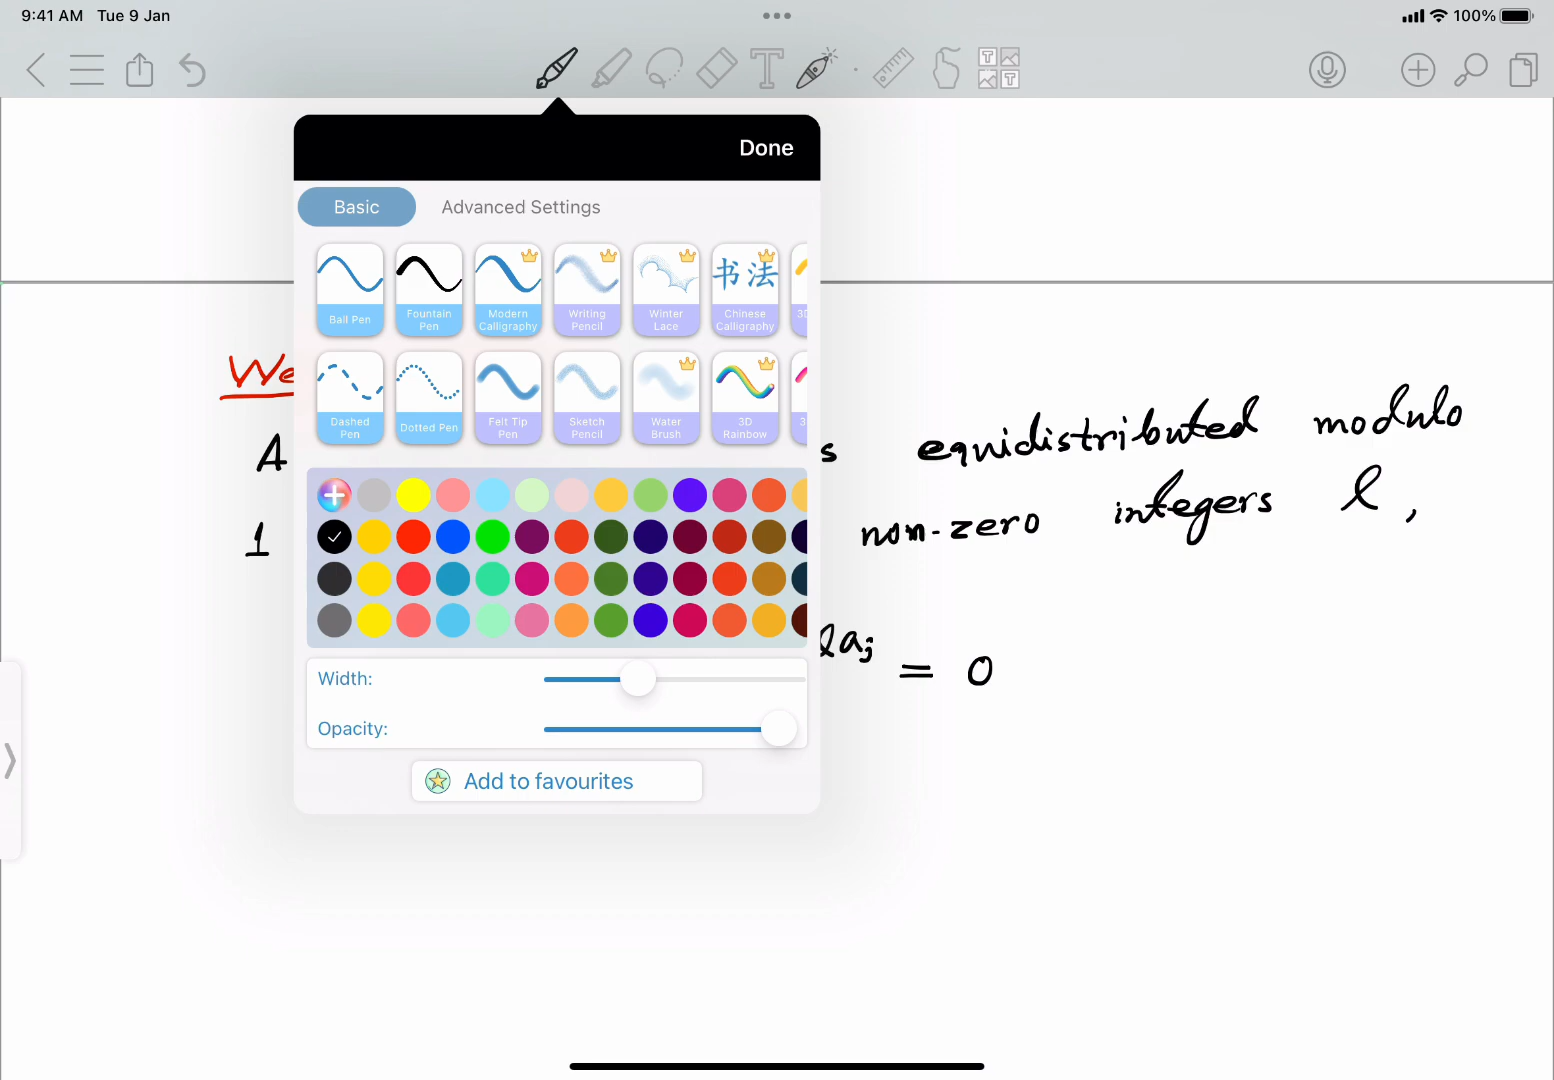 9:41 AM Tue 9 Jan
100%
Done
Basic Advanced Settings
Ball Pen
Fountain Pen
Modern Calligraphy
Writing Pencil
Winter Lace
书法
Chinese Calligraphy
3D
Dashed Pen
Dotted Pen
Felt Tip Pen
Sketch Pencil
Water Brush
3D Rainbow
We
A s equidistributed modulo
1 non-zero integers ℓ,
ℓaⱼ = 0
Width:
Opacity:
Add to favourites